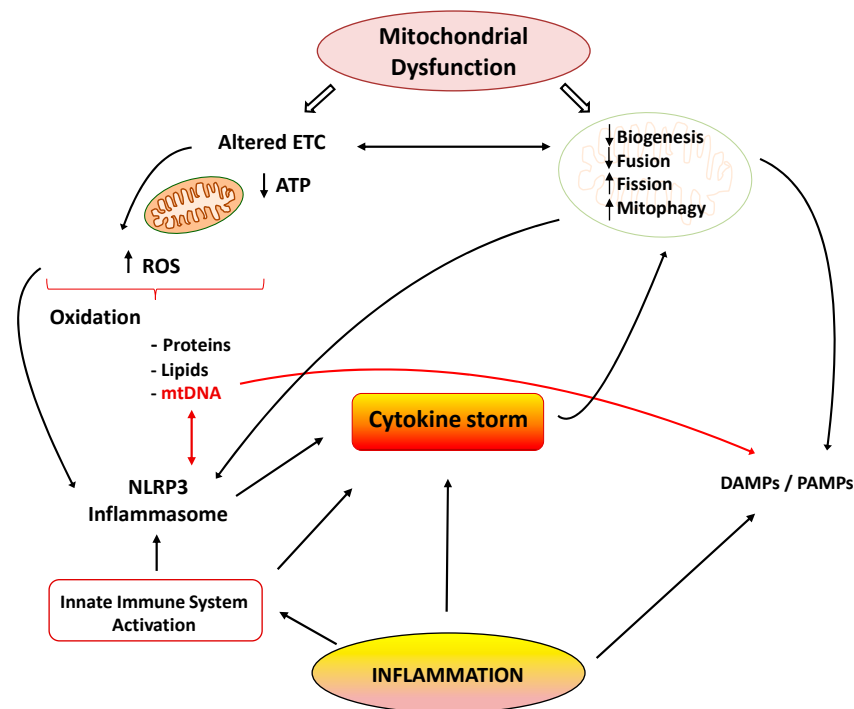 Mitochondrial
Dysfunction
Altered ETC
↓ ATP
↓ Biogenesis
↓ Fusion
↑ Fission
↑ Mitophagy
↑ ROS
Oxidation
- Proteins
- Lipids
- mtDNA
Cytokine storm
NLRP3
Inflammasome
DAMPs / PAMPs
Innate Immune System
Activation
INFLAMMATION